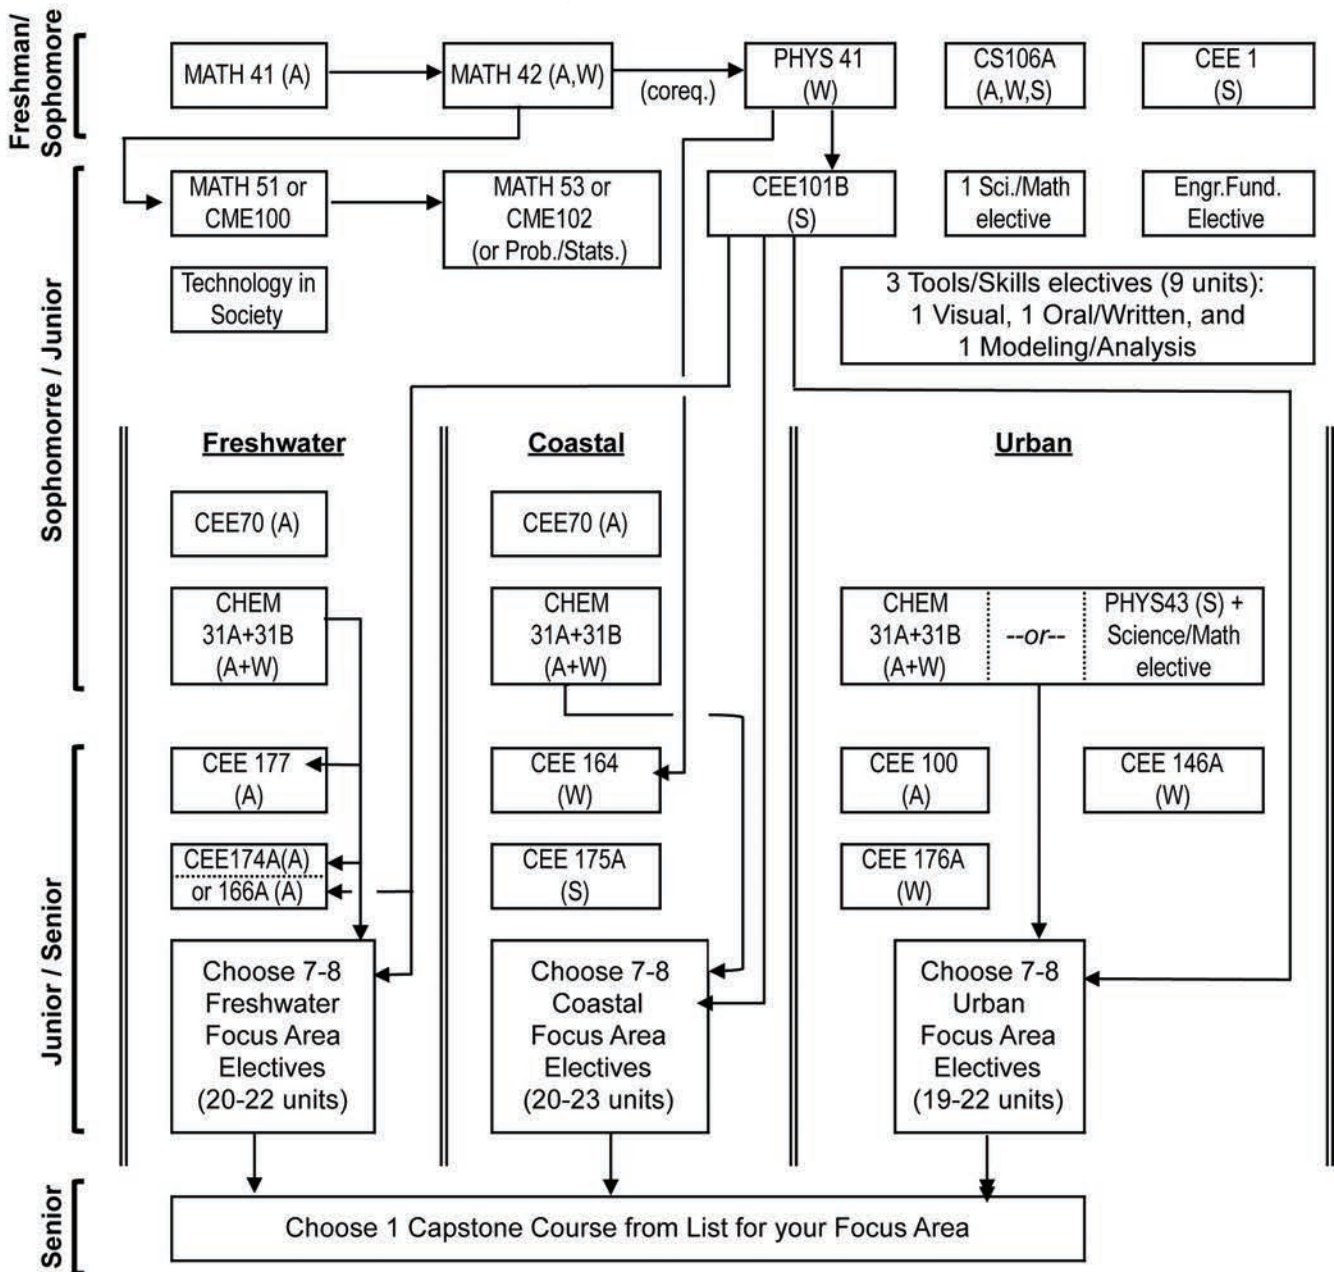 Freshman/
Sophomore
MATH 41 (A)
MATH 42 (A,W)
(coreq.)
PHYS 41
(W)
CS106A
(A,W,S)
CEE 1
(S)
Sophomorre / Junior
MATH 51 or
CME100
MATH 53 or
CME102
(or Prob./Stats.)
CEE101B
(S)
1 Sci./Math
elective
Engr.Fund.
Elective
Technology in
Society
3 Tools/Skills electives (9 units):
1 Visual, 1 Oral/Written, and
1 Modeling/Analysis
Freshwater
Coastal
Urban
CEE70 (A)
CEE70 (A)
CHEM
31A+31B
(A+W)
CHEM
31A+31B
(A+W)
CHEM
31A+31B
(A+W)
--or--
PHYS43 (S) +
Science/Math
elective
Junior / Senior
CEE 177
(A)
CEE 164
(W)
CEE 100
(A)
CEE 146A
(W)
CEE174A(A)
or 166A (A)
CEE 175A
(S)
CEE 176A
(W)
Choose 7-8
Freshwater
Focus Area
Electives
(20-22 units)
Choose 7-8
Coastal
Focus Area
Electives
(20-23 units)
Choose 7-8
Urban
Focus Area
Electives
(19-22 units)
Senior
Choose 1 Capstone Course from List for your Focus Area